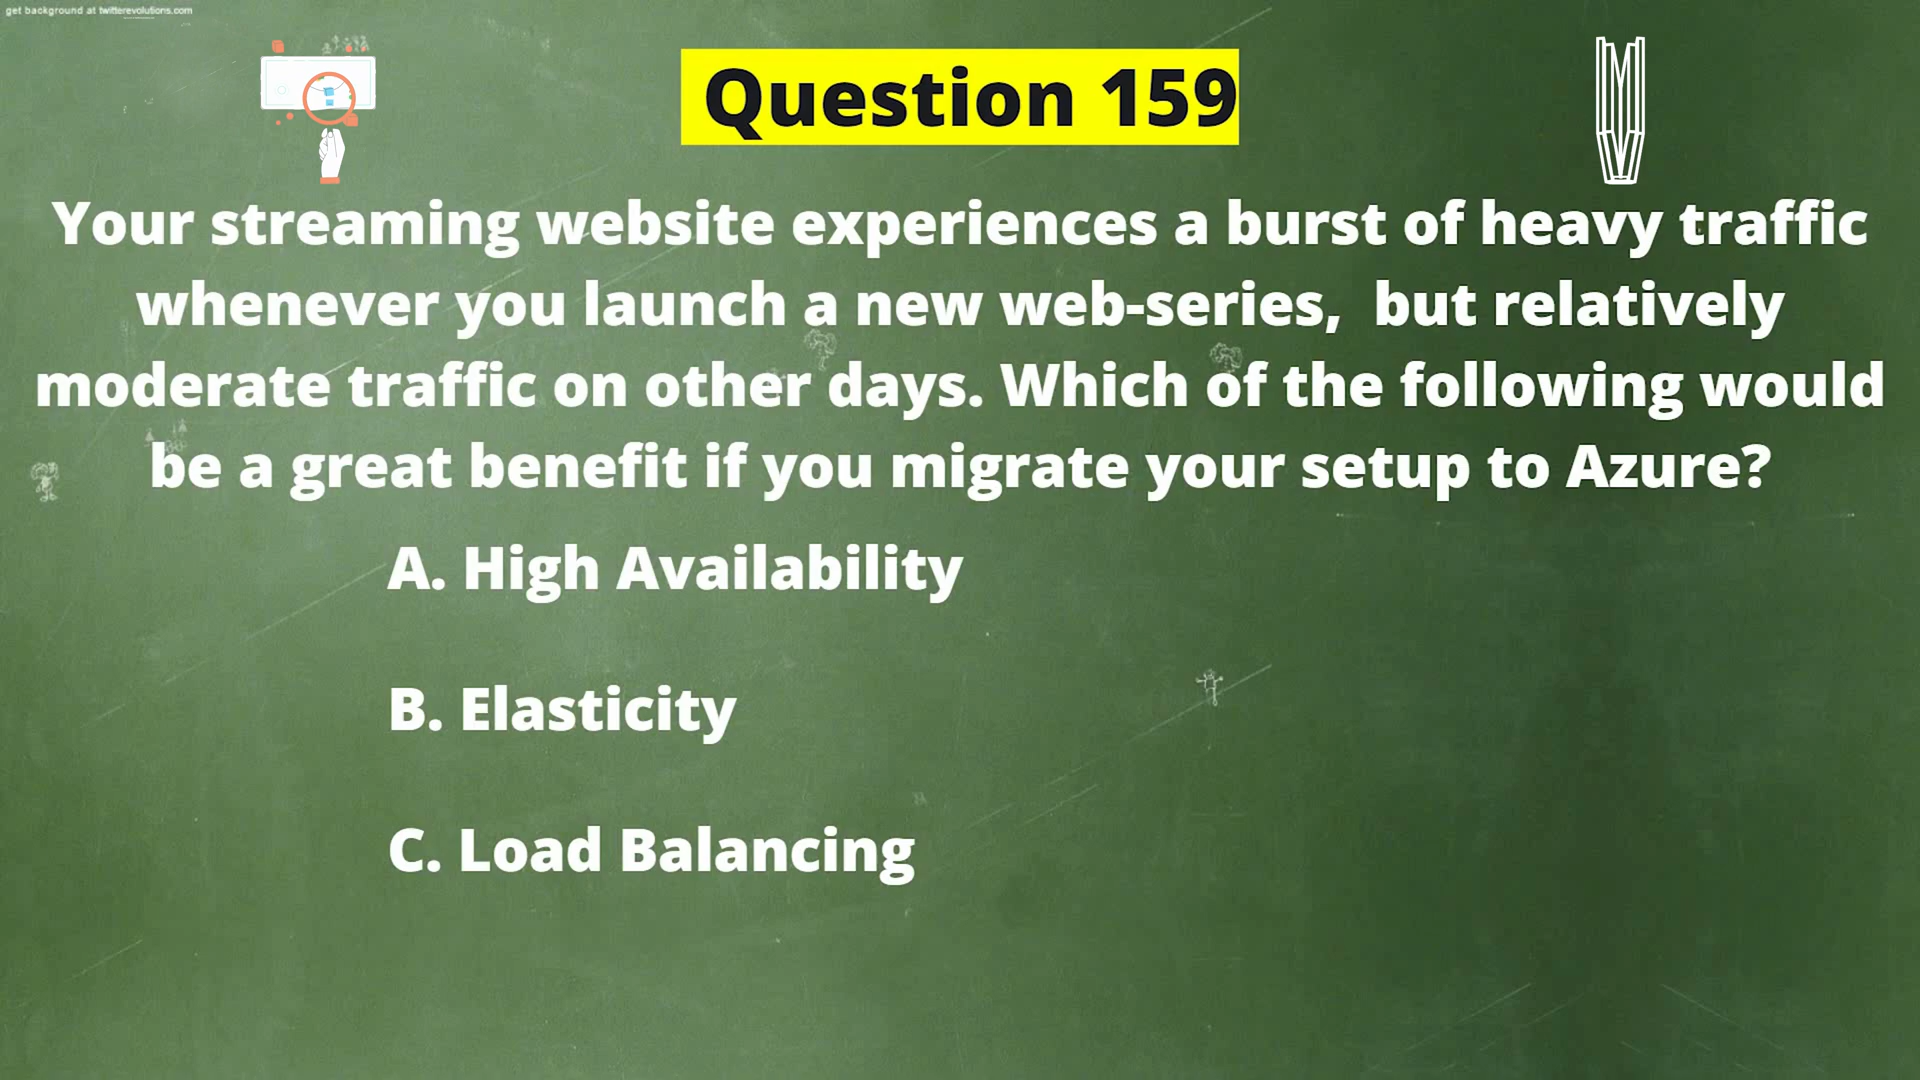 get background at twitterevolutions.com
Question 159
Your streaming website experiences a burst of heavy traffic
whenever you launch a new web-series,  but relatively
moderate traffic on other days. Which of the following would
be a great benefit if you migrate your setup to Azure?
A. High Availability
B. Elasticity
C. Load Balancing